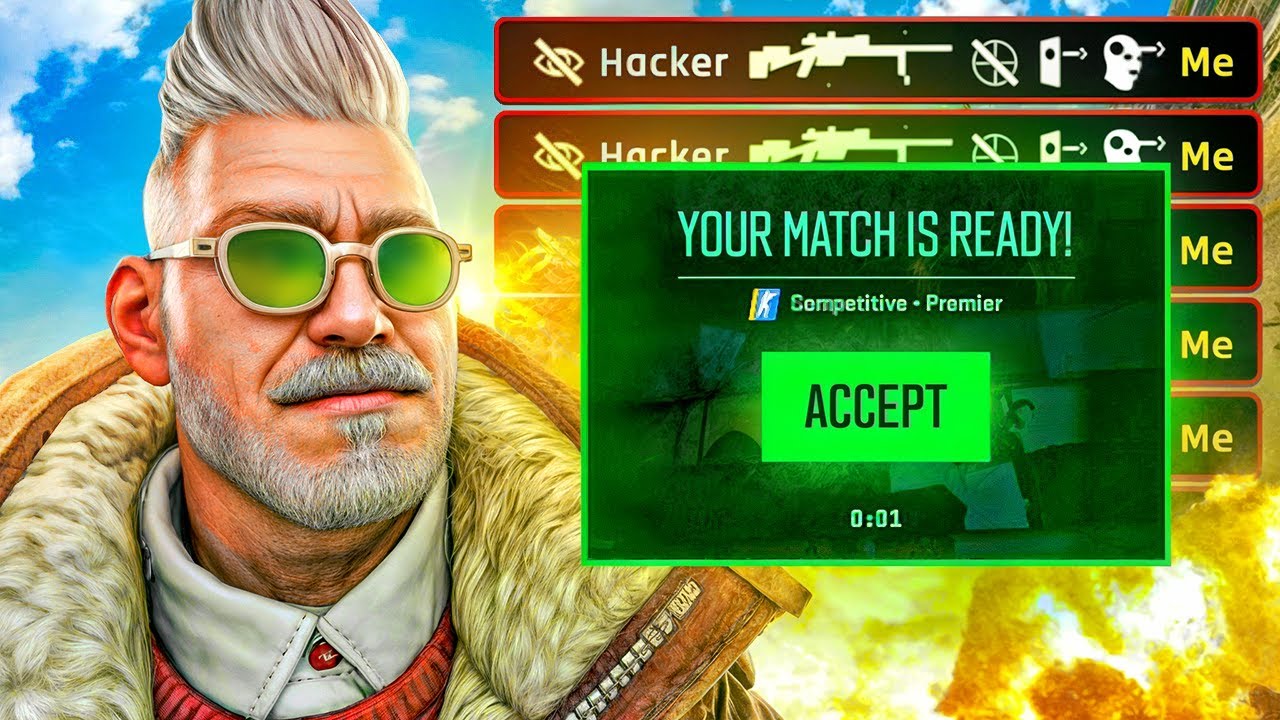 Hacker Me
Hacker Me
Me
Me
Me
YOUR MATCH IS READY!
Competitive • Premier
ACCEPT
0:01